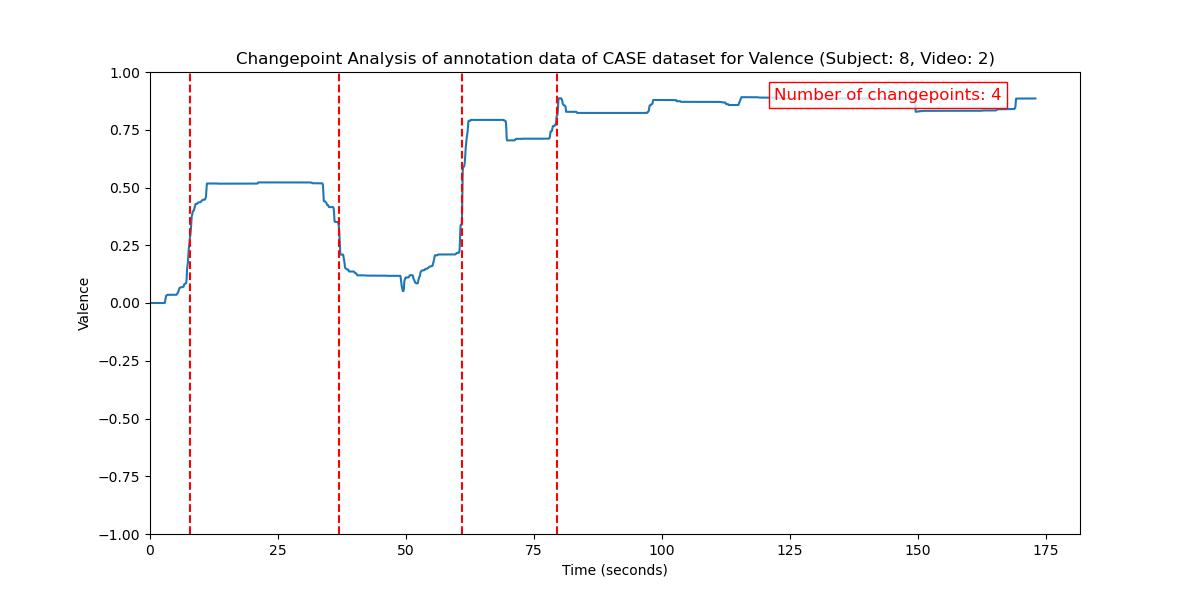 Changepoint Analysis of annotation data of CASE dataset for Valence (Subject: 8, Video: 2)
Number of changepoints: 4
1.00
0.75
0.50
0.25
0.00
−0.25
−0.50
−0.75
−1.00
Valence
0 25 50 75 100 125 150 175
Time (seconds)